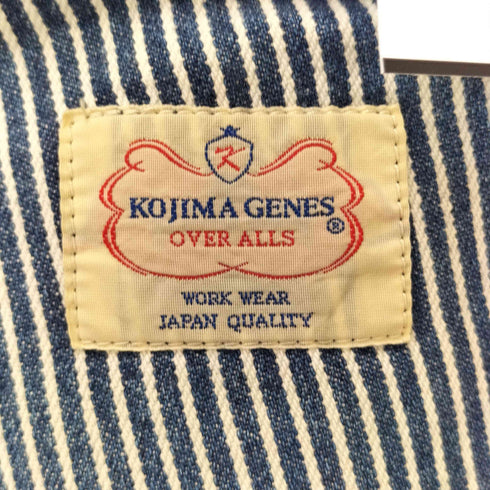 K
KOJIMA GENES®
OVER ALLS
WORK WEAR
JAPAN QUALITY